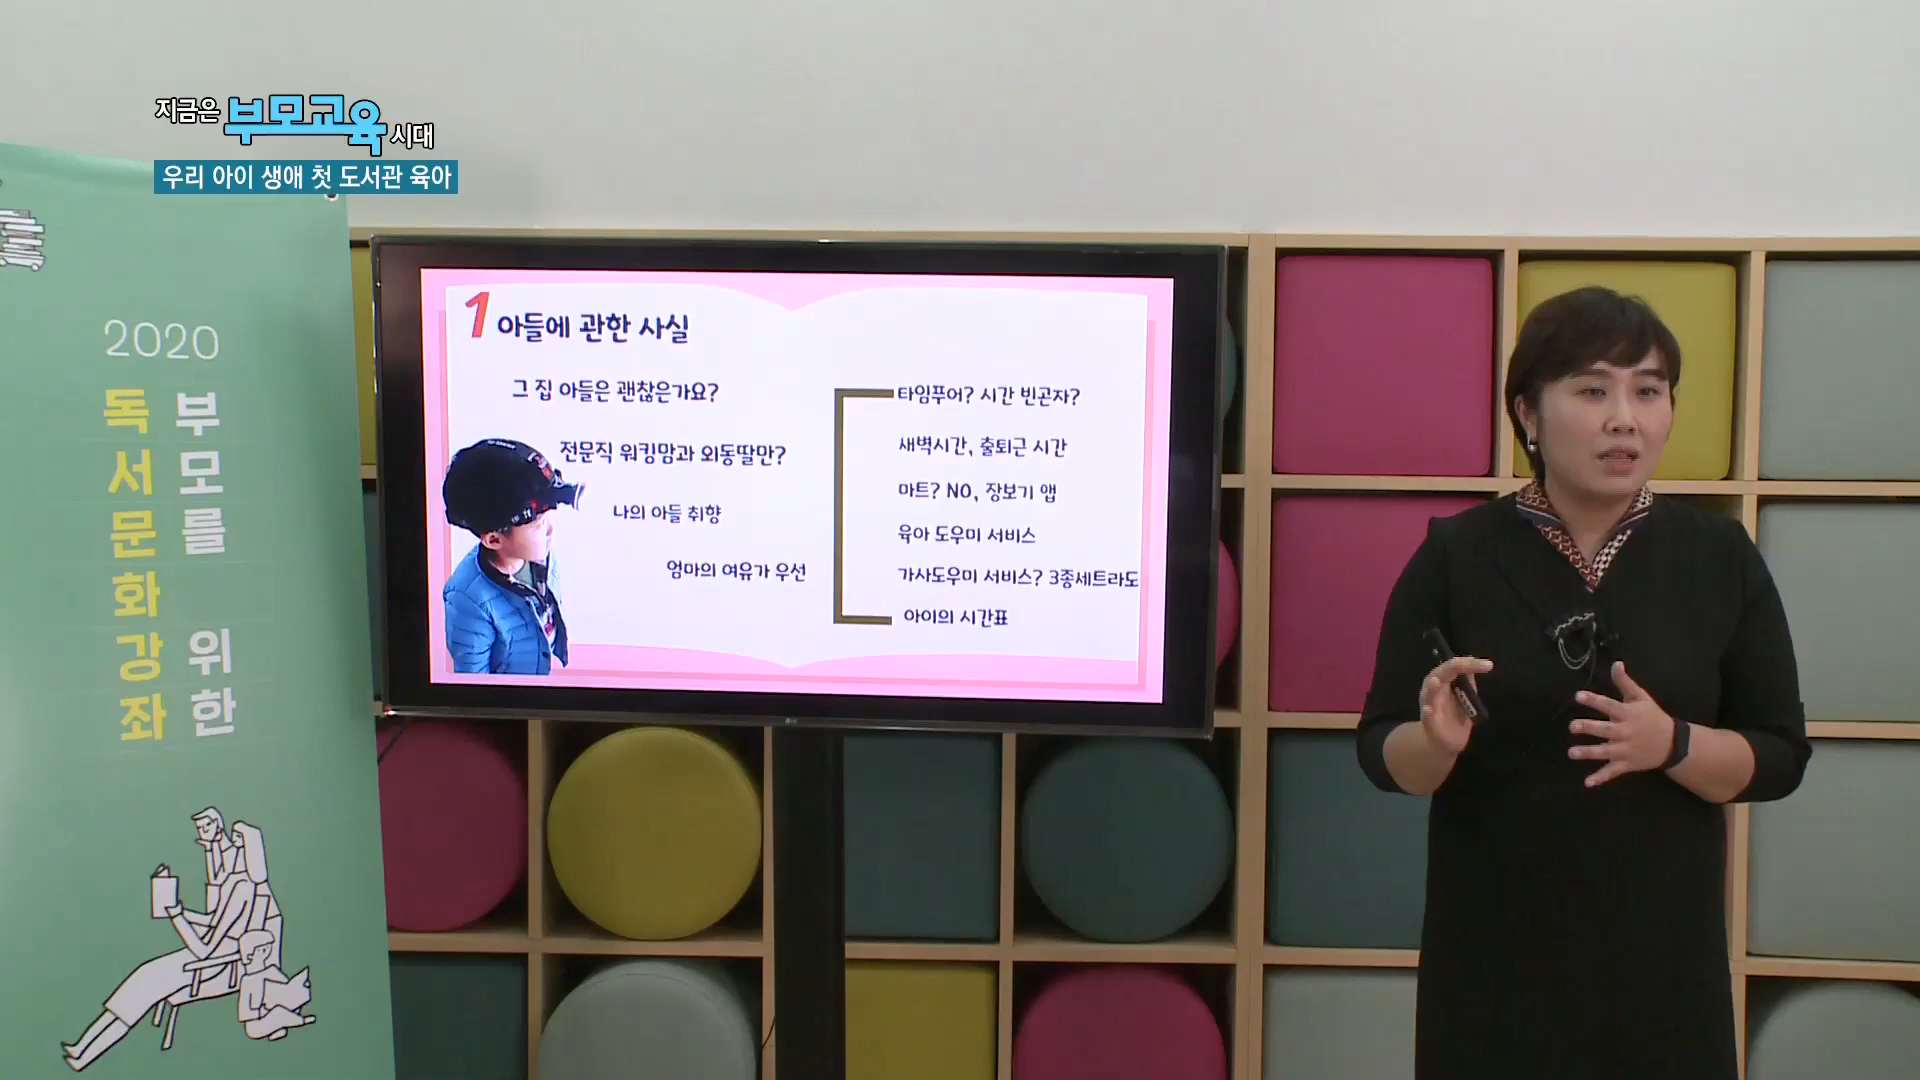 지금은 부모교육 시대
우리 아이 생애 첫 도서관 육아
2020
부모를 위한
독서문화강좌
1 아들에 관한 사실
그 집 아들은 괜찮은가요?
전문직 워킹맘과 외동딸만?
나의 아들 취향
엄마의 여유가 우선
타임푸어? 시간 빈곤자?
새벽시간, 출퇴근 시간
마트? NO, 장보기 앱
육아 도우미 서비스
가사도우미 서비스? 3종세트라도
아이의 시간표
LG